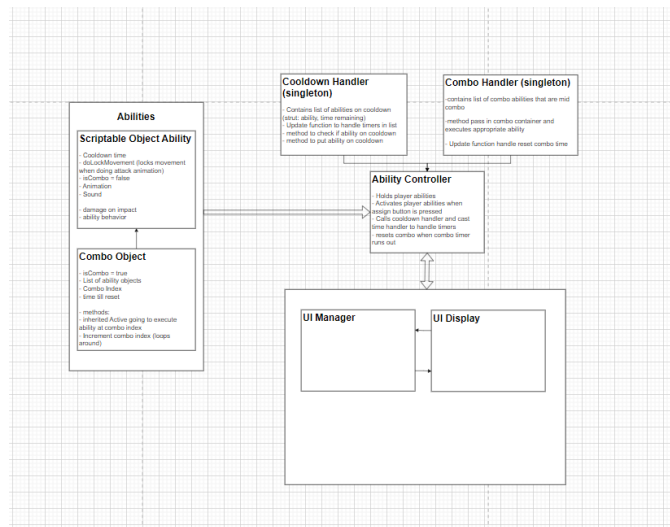 Abilities
Scriptable Object Ability
- Cooldown time
- doLockMovement (locks movement
when doing attack animation)
- isCombo = false
- Animation
- Sound
- damage on impact
- ability behavior
Combo Object
- isCombo = true
- List of ability objects
- Combo Index
- time till reset
- methods:
- inherited Active going to execute
ability at combo index
- Increment combo index (loops
around)
Cooldown Handler
(singleton)
- Contains list of abilities on cooldown
(strut: ability, time remaining)
- Update function to handle timers in list
- method to check if ability on cooldown
- method to put ability on cooldown
Combo Handler (singleton)
-contains list of combo abilities that are mid
combo
-method pass in combo container and
executes appropriate ability
- Update function handle reset combo time
Ability Controller
- Holds player abilities
- Activates player abilities when
assign button is pressed
- Calls cooldown handler and cast
time handler to handle timers
- resets combo when combo timer
runs out
UI Manager
UI Display